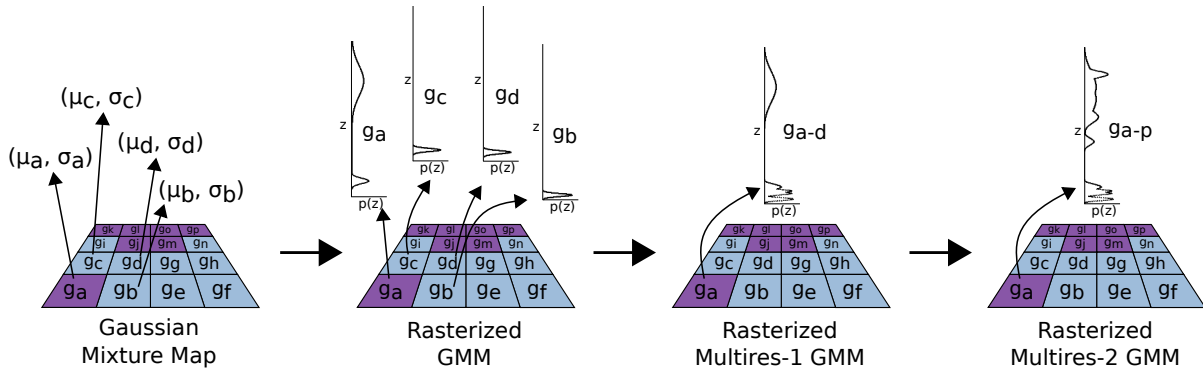 (μc, σc)
(μa, σa)
(μd, σd)
(μb, σb)
gk gl go gp
gi gj gm gn
gc gd gg gh
ga gb ge gf
Gaussian
Mixture Map
z
ga
p(z)
z
gc
p(z)
z
gd
p(z)
z
gb
p(z)
gk gl go gp
gi gj gm gn
gc gd gg gh
ga gb ge gf
Rasterized
GMM
z
ga-d
p(z)
gk gl go gp
gi gj gm gn
gc gd gg gh
ga gb ge gf
Rasterized
Multires-1 GMM
z
ga-p
p(z)
gk gl go gp
gi gj gm gn
gc gd gg gh
ga gb ge gf
Rasterized
Multires-2 GMM